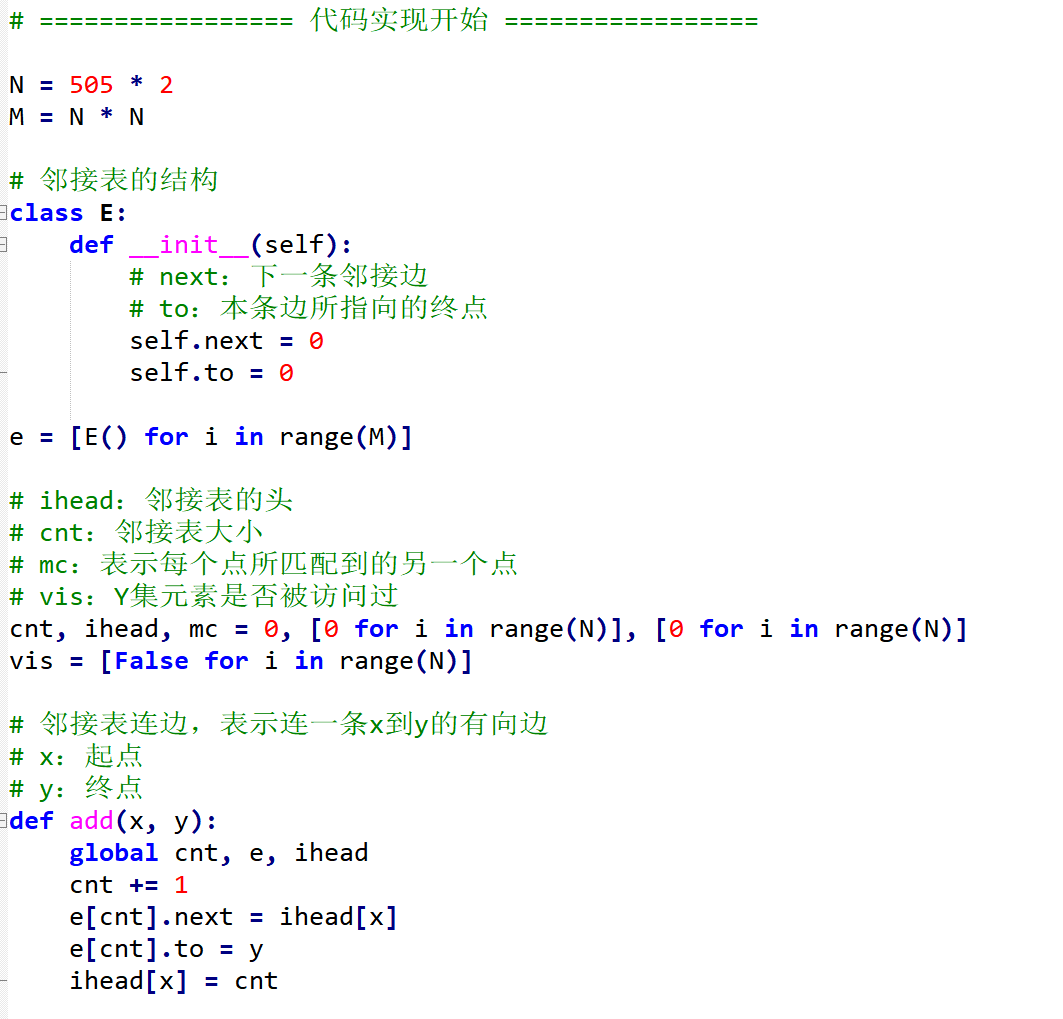 # ================= 代码实现开始 =================
N = 505 * 2
M = N * N
# 邻接表的结构
class E:
    def __init__(self):
        # next: 下一条邻接边
        # to: 本条边所指向的终点
        self.next = 0
        self.to = 0
e = [E() for i in range(M)]
# ihead: 邻接表的头
# cnt: 邻接表大小
# mc: 表示每个点所匹配到的另一个点
# vis: Y集元素是否被访问过
cnt, ihead, mc = 0, [0 for i in range(N)], [0 for i in range(N)]
vis = [False for i in range(N)]
# 邻接表连边，表示连一条x到y的有向边
# x: 起点
# y: 终点
def add(x, y):
    global cnt, e, ihead
    cnt += 1
    e[cnt].next = ihead[x]
    e[cnt].to = y
    ihead[x] = cnt